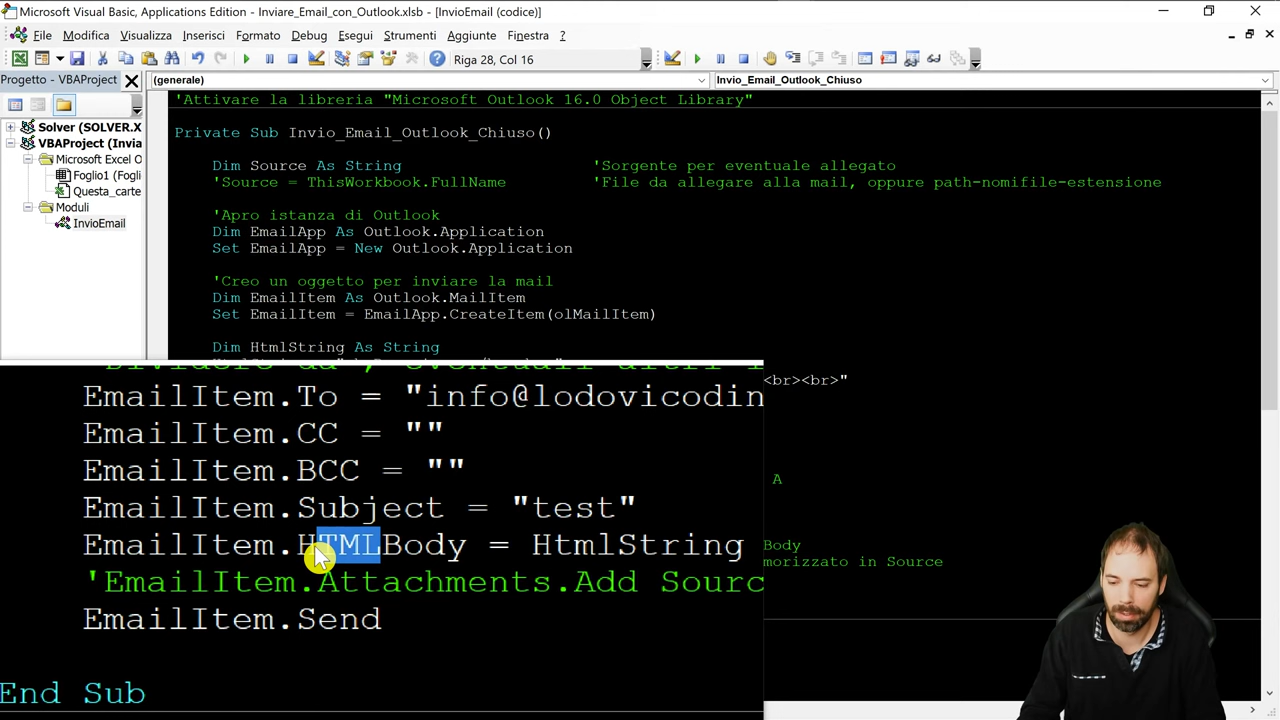 Microsoft Visual Basic, Applications Edition - Inviare_Email_con_Outlook.xlsb - [InvioEmail (codice)]
File Modifica Visualizza Inserisci Formato Debug Esegui Strumenti Aggiunte Finestra ?
Riga 28, Col 16
Progetto - VBAProject
(generale)
Invio_Email_Outlook_Chiuso
Solver (SOLVER.X
VBAProject (Invia
Microsoft Excel O
Foglio1 (Fogli
Questa_carte
Moduli
InvioEmail
'Attivare la libreria "Microsoft Outlook 16.0 Object Library"
Private Sub Invio_Email_Outlook_Chiuso()
Dim Source As String 'Sorgente per eventuale allegato
'Source = ThisWorkbook.FullName 'File da allegare alla mail, oppure path-nomifile-estensione
'Apro istanza di Outlook
Dim EmailApp As Outlook.Application
Set EmailApp = New Outlook.Application
'Creo un oggetto per inviare la mail
Dim EmailItem As Outlook.MailItem
Set EmailItem = EmailApp.CreateItem(olMailItem)
Dim HtmlString As String
<br><br>"
A
Body
morizzato in Source
EmailItem.To = "info@lodovicodin
EmailItem.CC = ""
EmailItem.BCC = ""
EmailItem.Subject = "test"
EmailItem.HTMLBody = HtmlString
'EmailItem.Attachments.Add Sourc
EmailItem.Send
End Sub